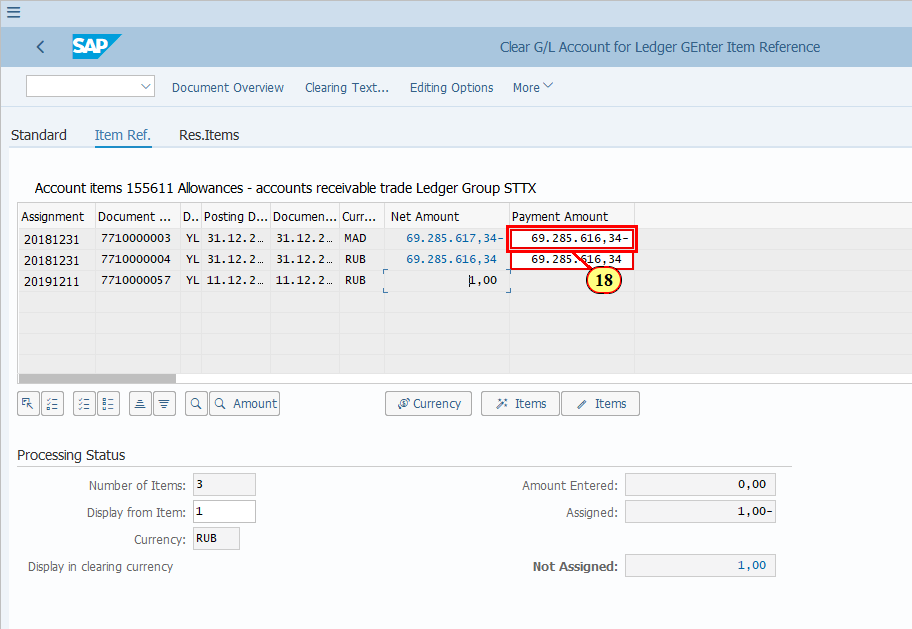 SAP
Clear G/L Account for Ledger GEnter Item Reference
Document Overview Clearing Text... Editing Options More
Standard Item Ref. Res.Items
Account items 155611 Allowances - accounts receivable trade Ledger Group STTX
Assignment Document ... D.. Posting D... Documen... Curr... Net Amount Payment Amount
20181231 7710000003 YL 31.12.2… 31.12.2… MAD 69.285.617,34- 69.285.616,34-
20181231 7710000004 YL 31.12.2… 31.12.2… RUB 69.285.616,34 69.285.616,34
20191211 7710000057 YL 11.12.2… 11.12.2… RUB 1,00
18
Amount Currency Items Items
Processing Status
Number of Items: 3 Amount Entered: 0,00
Display from Item: 1 Assigned: 1,00-
Currency: RUB
Display in clearing currency Not Assigned: 1,00